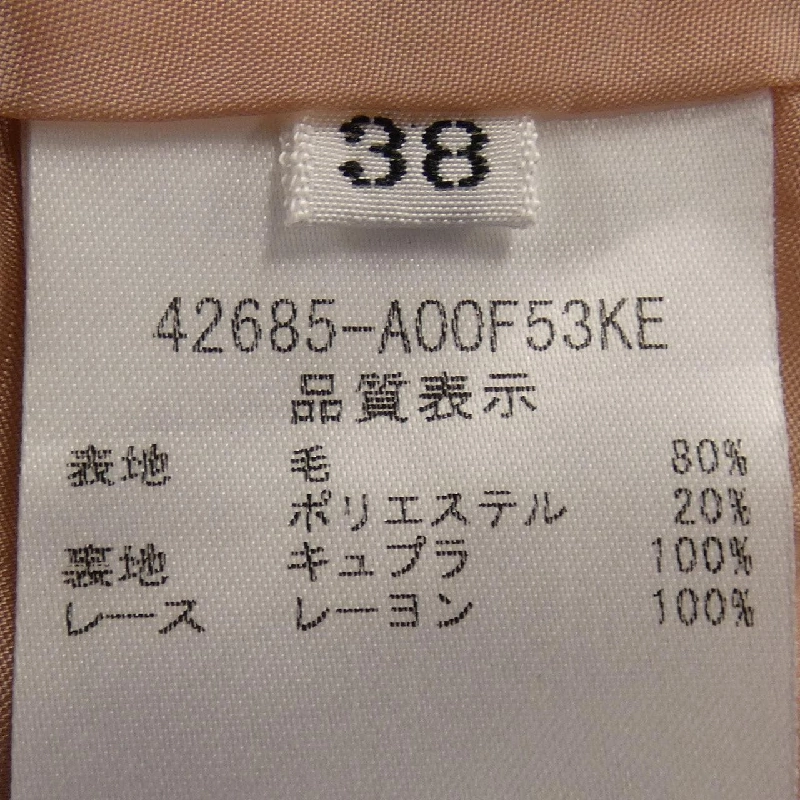 38
42685-A00F53KE
品質表示
表地 毛 80%
ポリエステル 20%
裏地 キュプラ 100%
レース レーヨン 100%